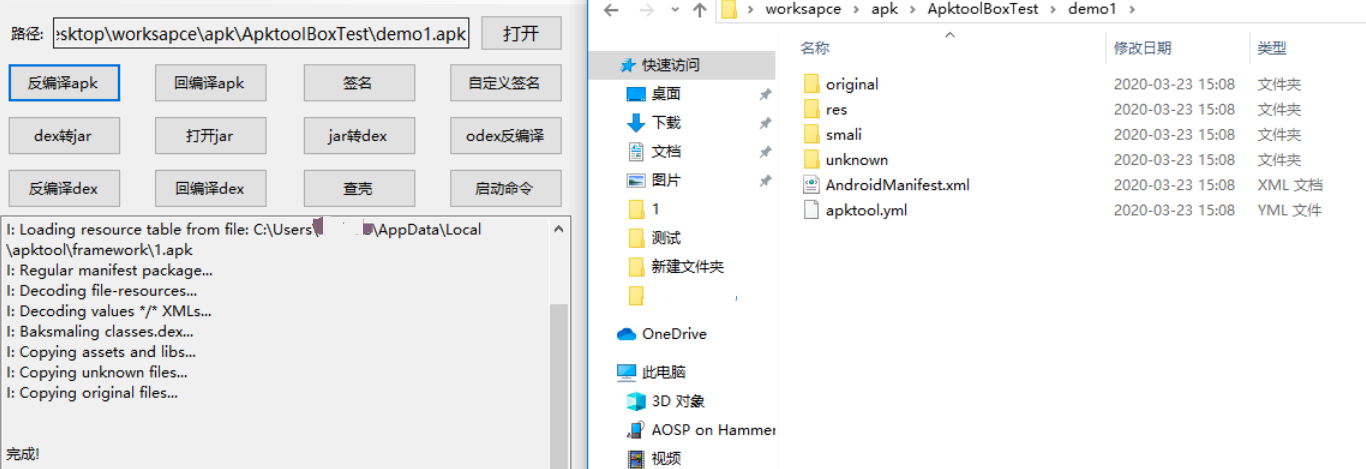 路径: esktop\worksapce\apk\ApktoolBoxTest\demo1.apk 打开
反编译apk 回编译apk 签名 自定义签名
dex转jar 打开jar jar转dex odex反编译
反编译dex 回编译dex 查壳 启动命令
I: Loading resource table from file: C:\Users\ \AppData\Local
\apktool\framework\1.apk
I: Regular manifest package...
I: Decoding file-resources...
I: Decoding values */* XMLs...
I: Baksmaling classes.dex...
I: Copying assets and libs...
I: Copying unknown files...
I: Copying original files...
完成!
worksapce › apk › ApktoolBoxTest › demo1 ›
快速访问
桌面
下载
文档
图片
1
测试
新建文件夹
OneDrive
此电脑
3D 对象
AOSP on Hammer
视频
名称 修改日期 类型
original 2020-03-23 15:08 文件夹
res 2020-03-23 15:08 文件夹
smali 2020-03-23 15:08 文件夹
unknown 2020-03-23 15:08 文件夹
AndroidManifest.xml 2020-03-23 15:08 XML 文档
apktool.yml 2020-03-23 15:08 YML 文件